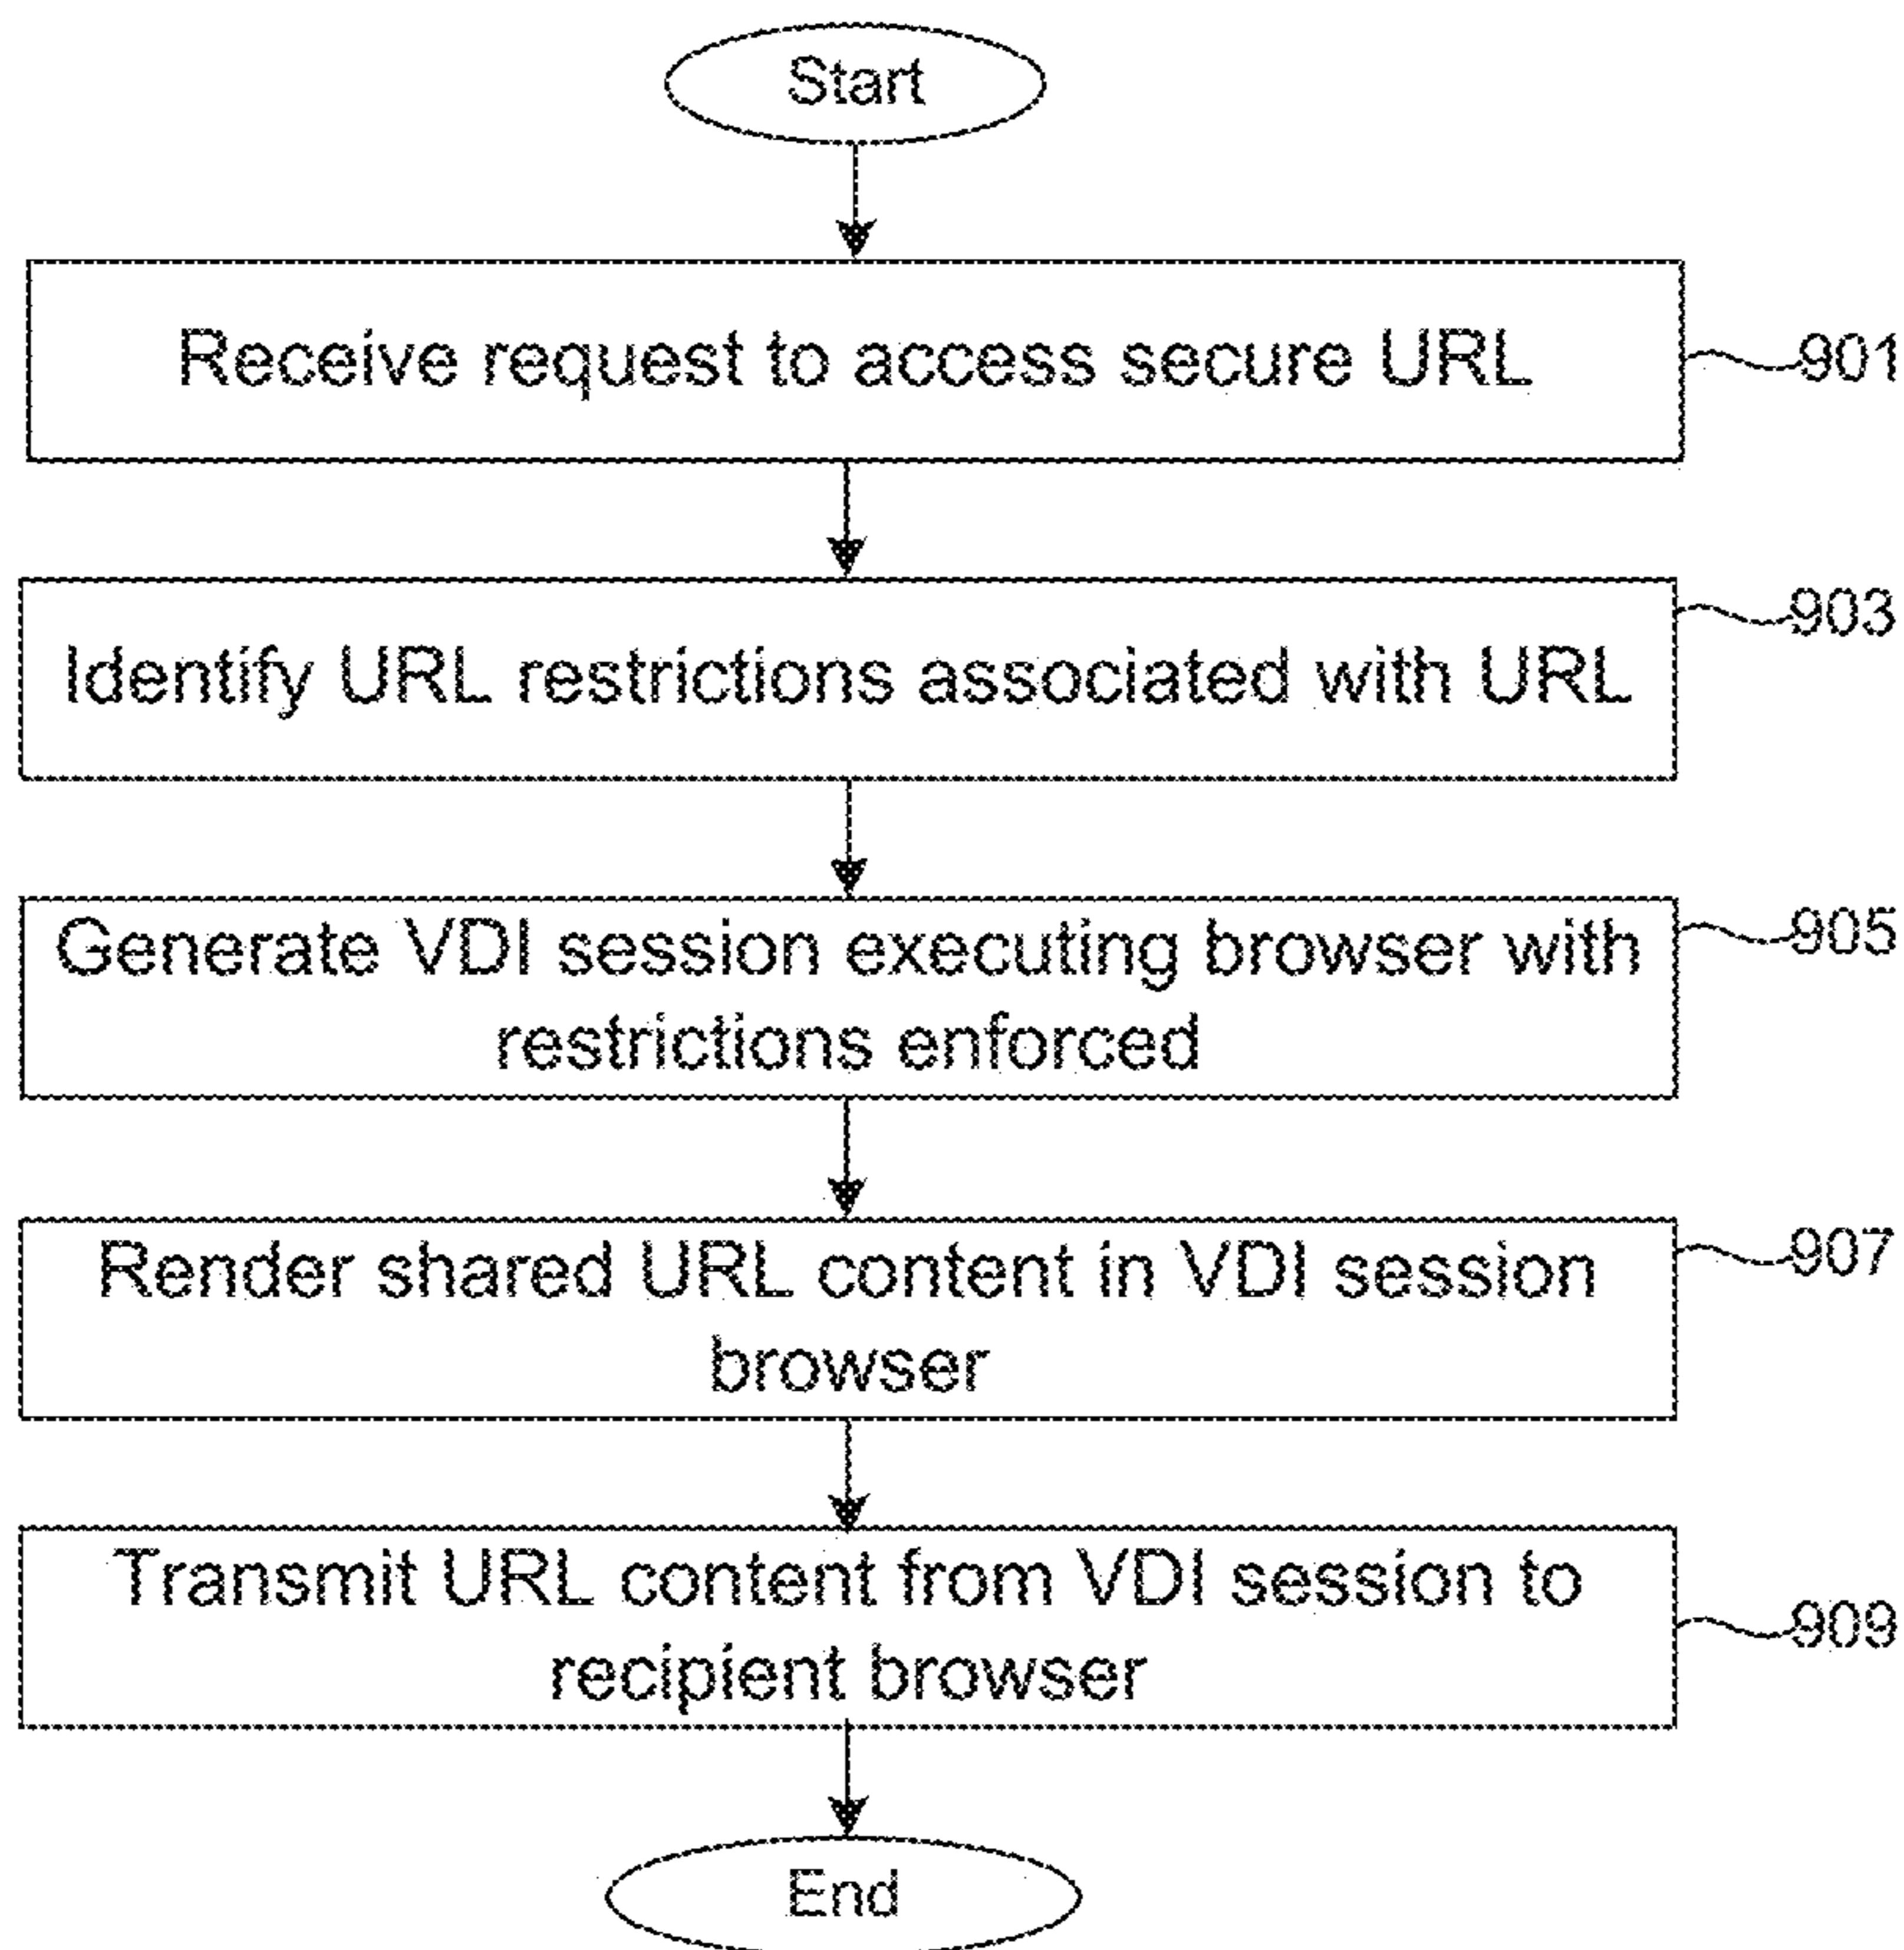 Start
Receive request to access secure URL
901
Identify URL restrictions associated with URL
903
Generate VDI session executing browser with
restrictions enforced
905
Render shared URL content in VDI session
browser
907
Transmit URL content from VDI session to
recipient browser
909
End